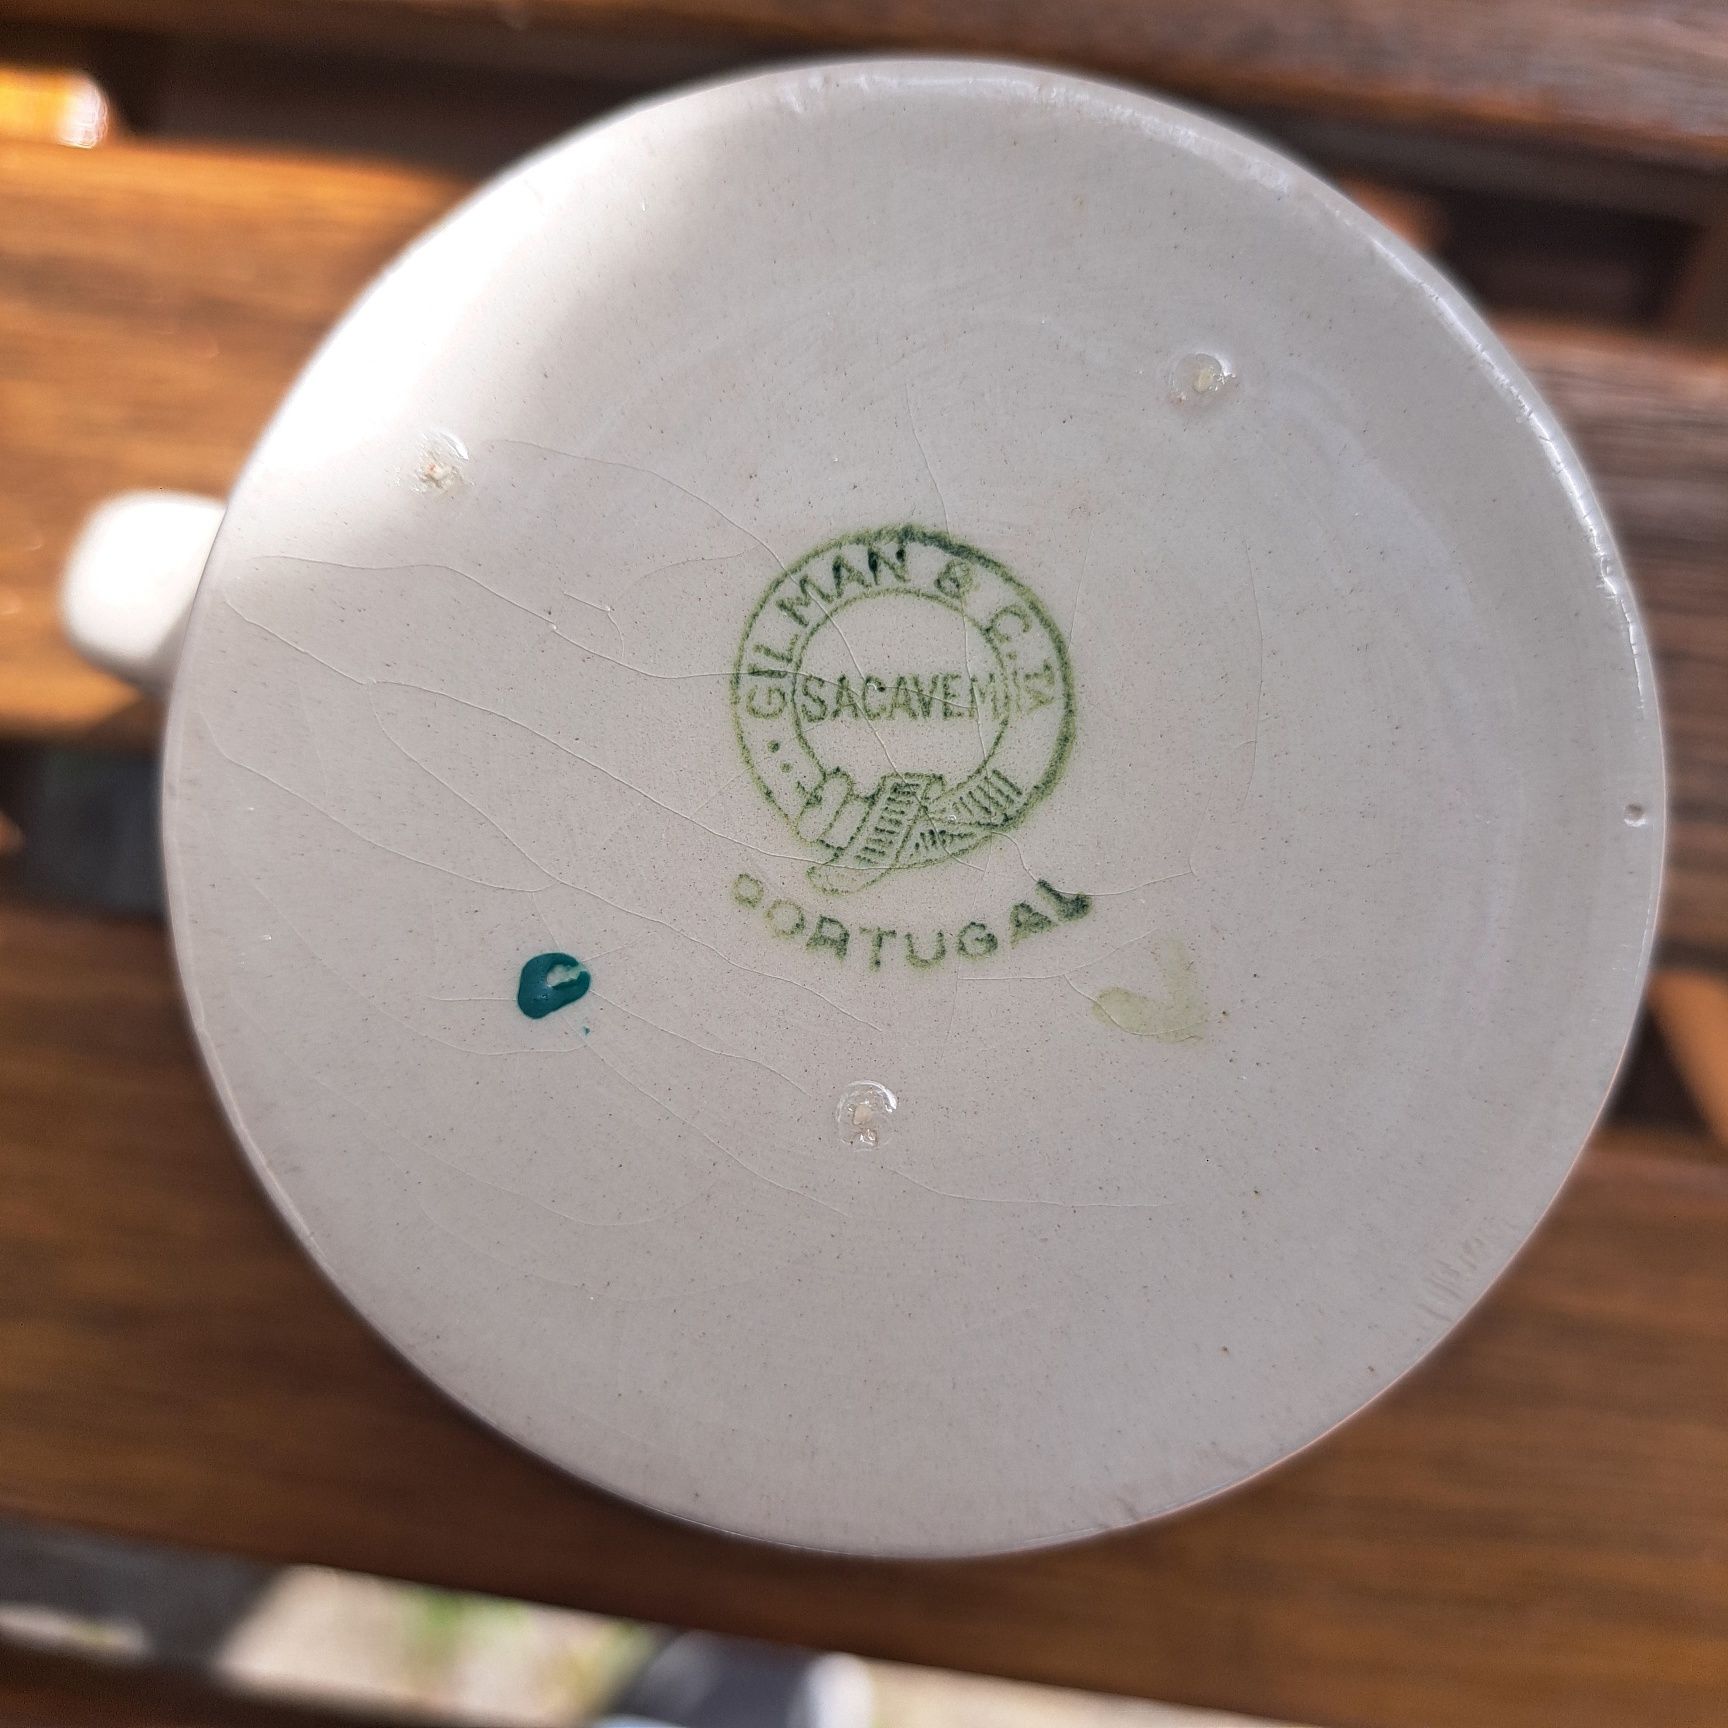 GILMAN & C.TA
SACAVEM
PORTUGAL